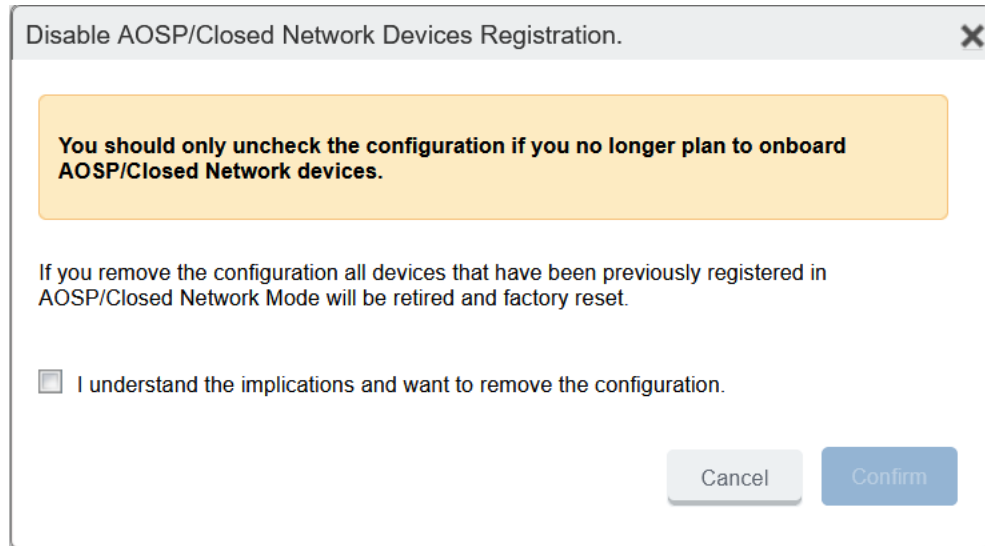 Disable AOSP/Closed Network Devices Registration.
You should only uncheck the configuration if you no longer plan to onboard
AOSP/Closed Network devices.
If you remove the configuration all devices that have been previously registered in
AOSP/Closed Network Mode will be retired and factory reset.
I understand the implications and want to remove the configuration.
Cancel
Confirm